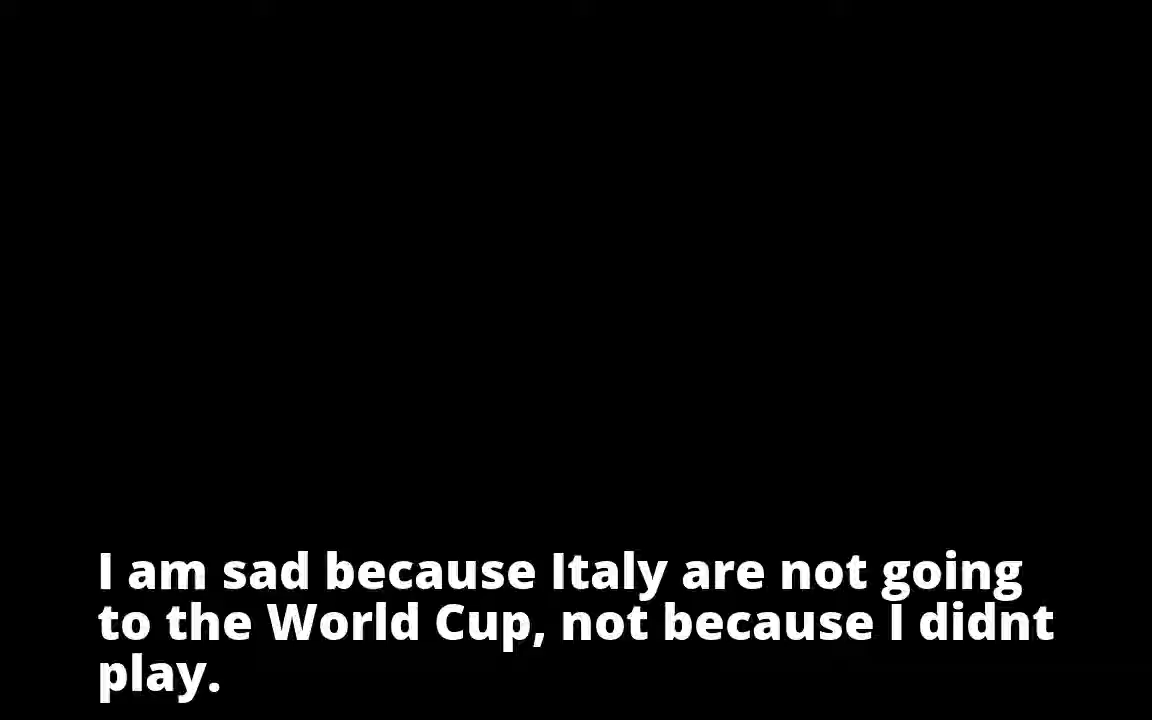 I am sad because Italy are not going
to the World Cup, not because I didnt
play.